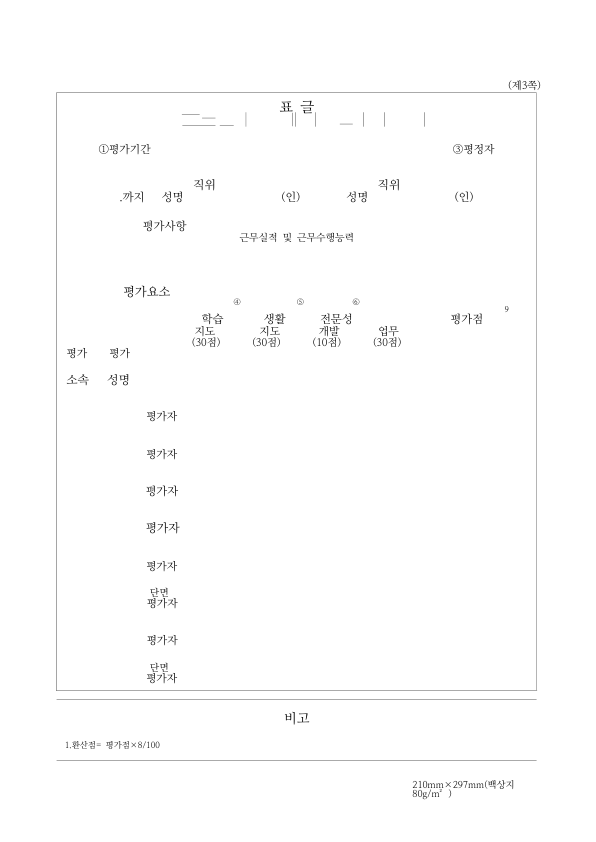 (제3쪽)
표 글
①평가기간 ③평정자
직위 직위
.까지 성명 (인) 성명 (인)
평가사항
근무실적 및 근무수행능력
평가요소
④ ⑤ ⑥
9
학습 생활 전문성 평가점
지도 지도 개발 업무
(30점) (30점) (10점) (30점)
평가 평가
소속 성명
평가자
평가자
평가자
평가자
평가자
단면
평가자
평가자
단면
평가자
비고
1.환산점= 평가점×8/100
210mm×297mm(백상지
80g/㎡ )